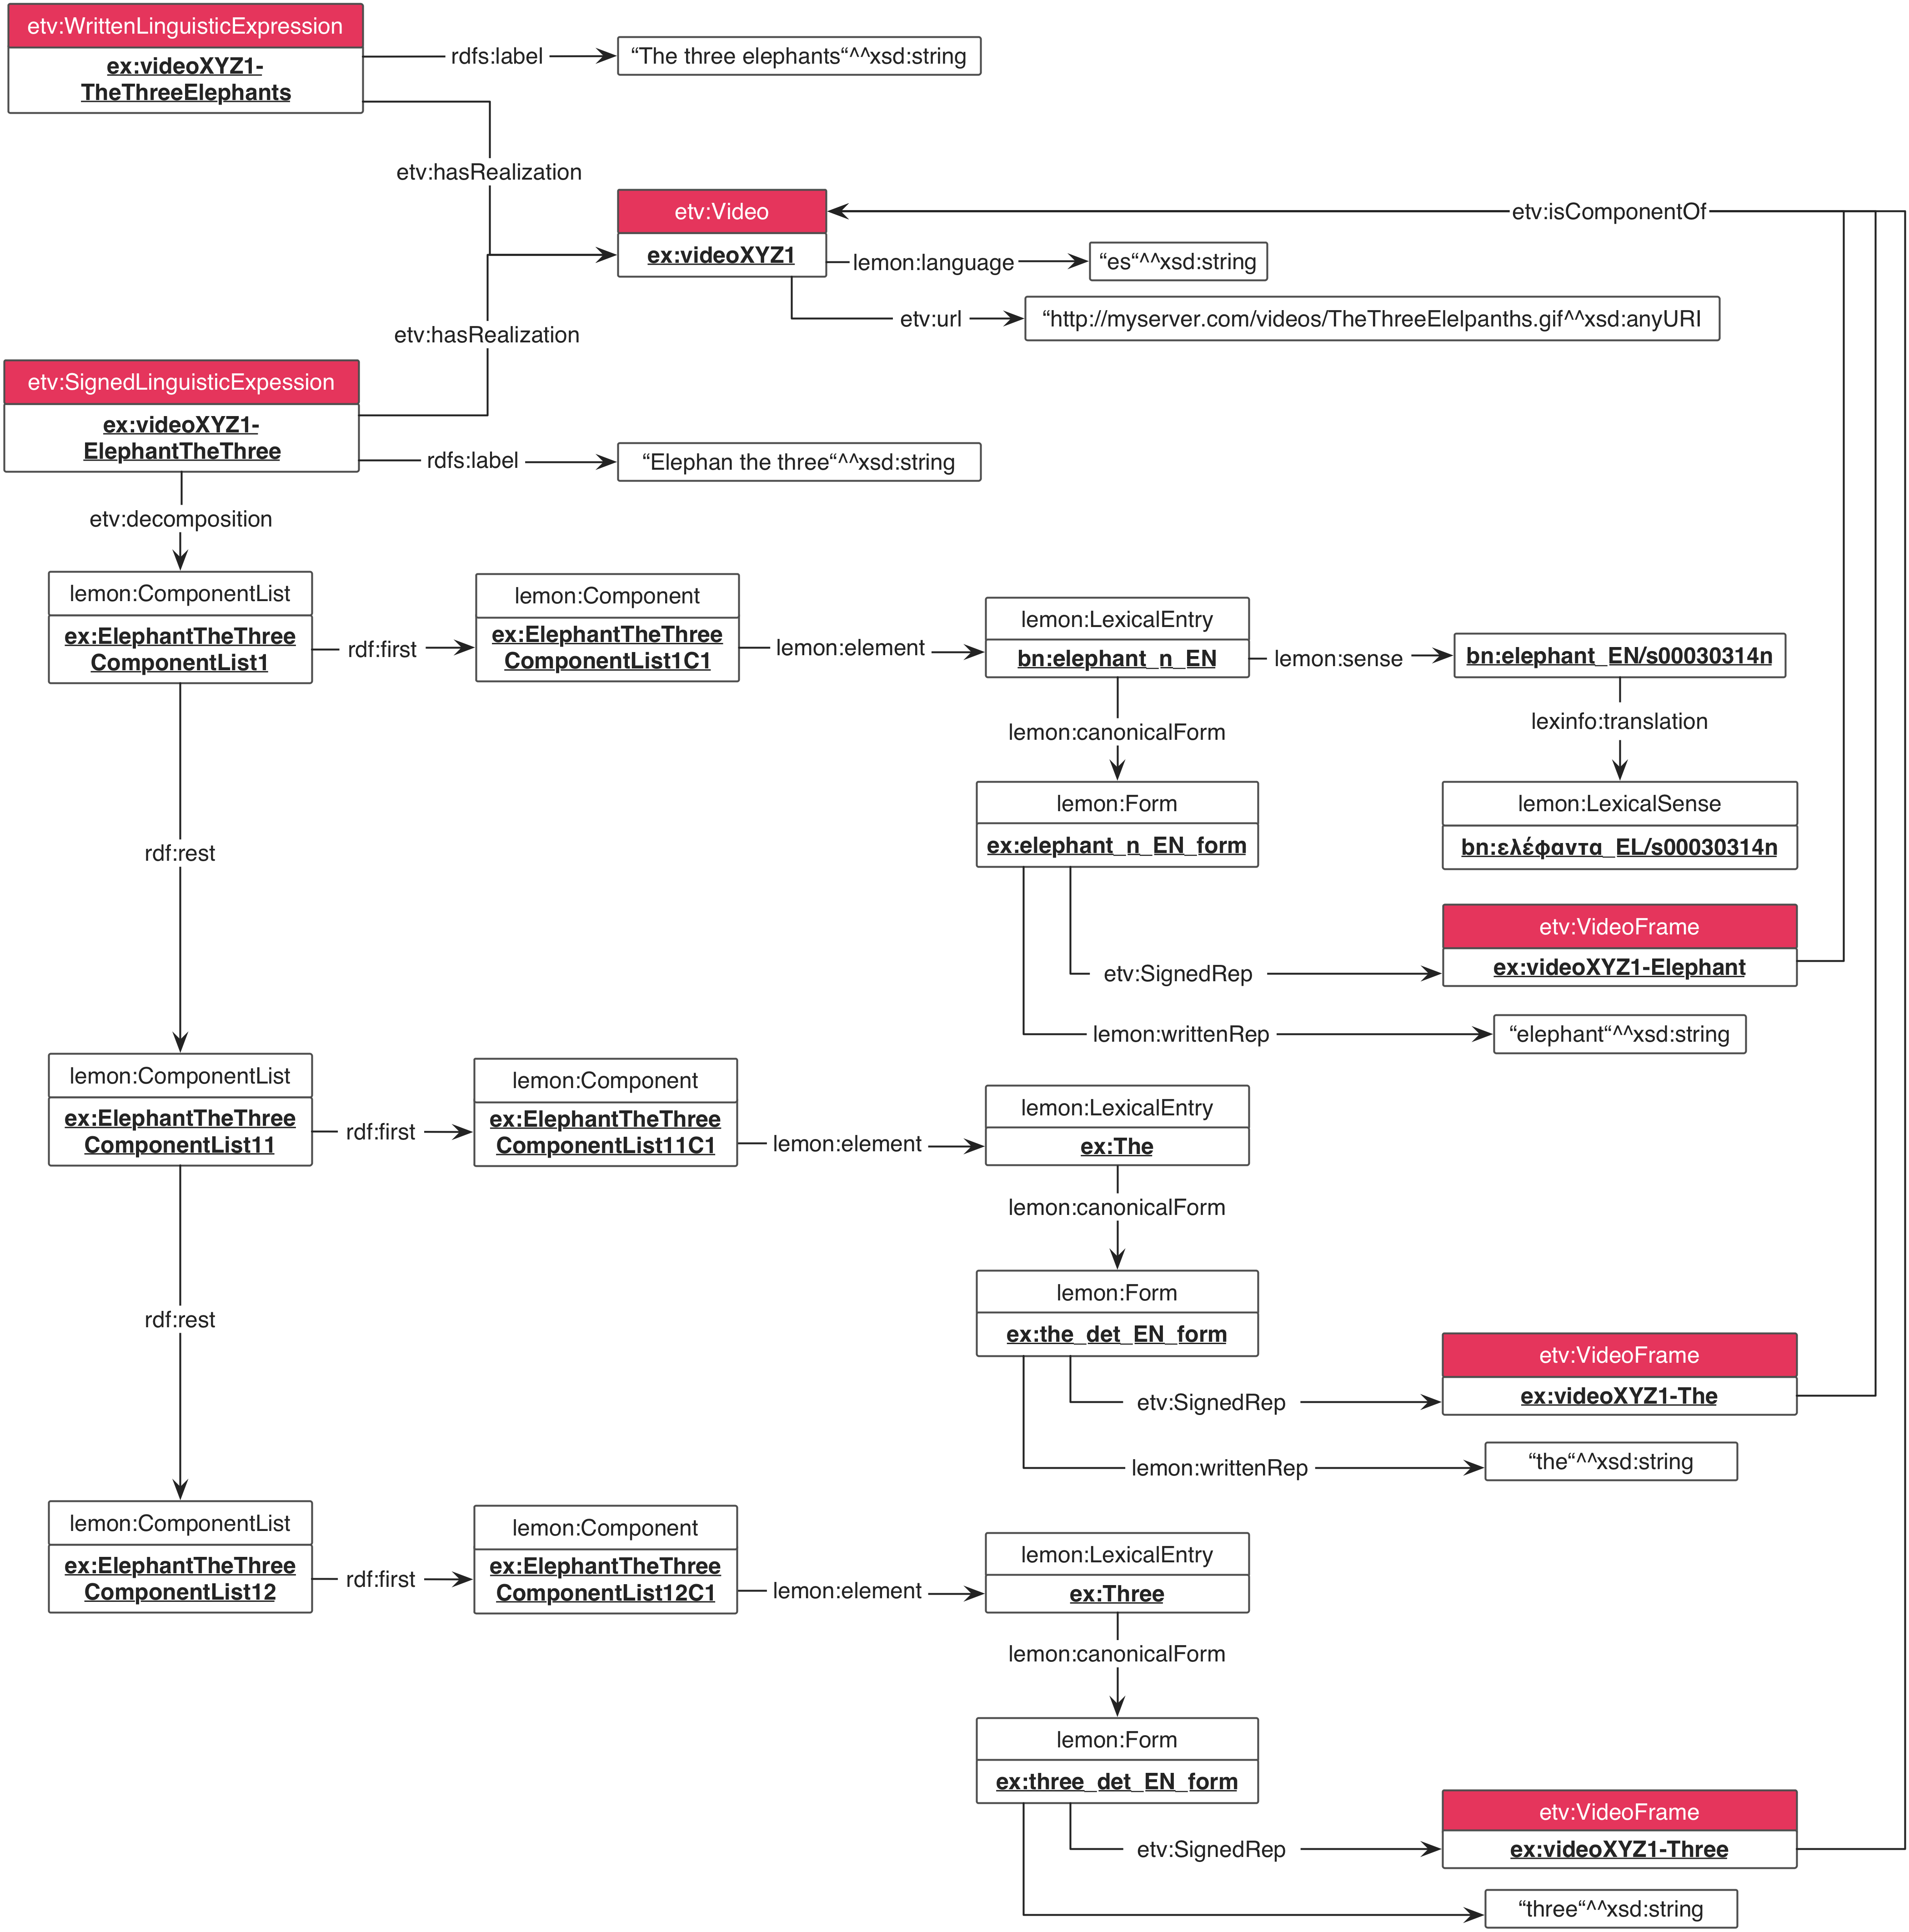 etv:WrittenLinguisticExpression
ex:videoXYZ1-
TheThreeElephants
rdfs:label
“The three elephants“^^xsd:string
etv:hasRealization
etv:Video
ex:videoXYZ1
etv:isComponentOf
lemon:language
“es“^^xsd:string
etv:url
“http://myserver.com/videos/TheThreeElelpanths.gif^^xsd:anyURI
etv:hasRealization
etv:SignedLinguisticExpession
ex:videoXYZ1-
ElephantTheThree
rdfs:label
“Elephan the three“^^xsd:string
etv:decomposition
lemon:ComponentList
ex:ElephantTheThree
ComponentList1
rdf:first
lemon:Component
ex:ElephantTheThree
ComponentList1C1
lemon:element
lemon:LexicalEntry
bn:elephant_n_EN
lemon:sense
bn:elephant_EN/s00030314n
lexinfo:translation
lemon:canonicalForm
lemon:Form
ex:elephant_n_EN_form
lemon:LexicalSense
bn:ελέφαντα_EL/s00030314n
rdf:rest
etv:VideoFrame
ex:videoXYZ1-Elephant
etv:SignedRep
lemon:writtenRep
“elephant“^^xsd:string
lemon:ComponentList
ex:ElephantTheThree
ComponentList11
rdf:first
lemon:Component
ex:ElephantTheThree
ComponentList11C1
lemon:element
lemon:LexicalEntry
ex:The
lemon:canonicalForm
lemon:Form
ex:the_det_EN_form
rdf:rest
etv:VideoFrame
ex:videoXYZ1-The
etv:SignedRep
lemon:writtenRep
“the“^^xsd:string
lemon:ComponentList
ex:ElephantTheThree
ComponentList12
rdf:first
lemon:Component
ex:ElephantTheThree
ComponentList12C1
lemon:element
lemon:LexicalEntry
ex:Three
lemon:canonicalForm
lemon:Form
ex:three_det_EN_form
etv:VideoFrame
ex:videoXYZ1-Three
etv:SignedRep
“three“^^xsd:string